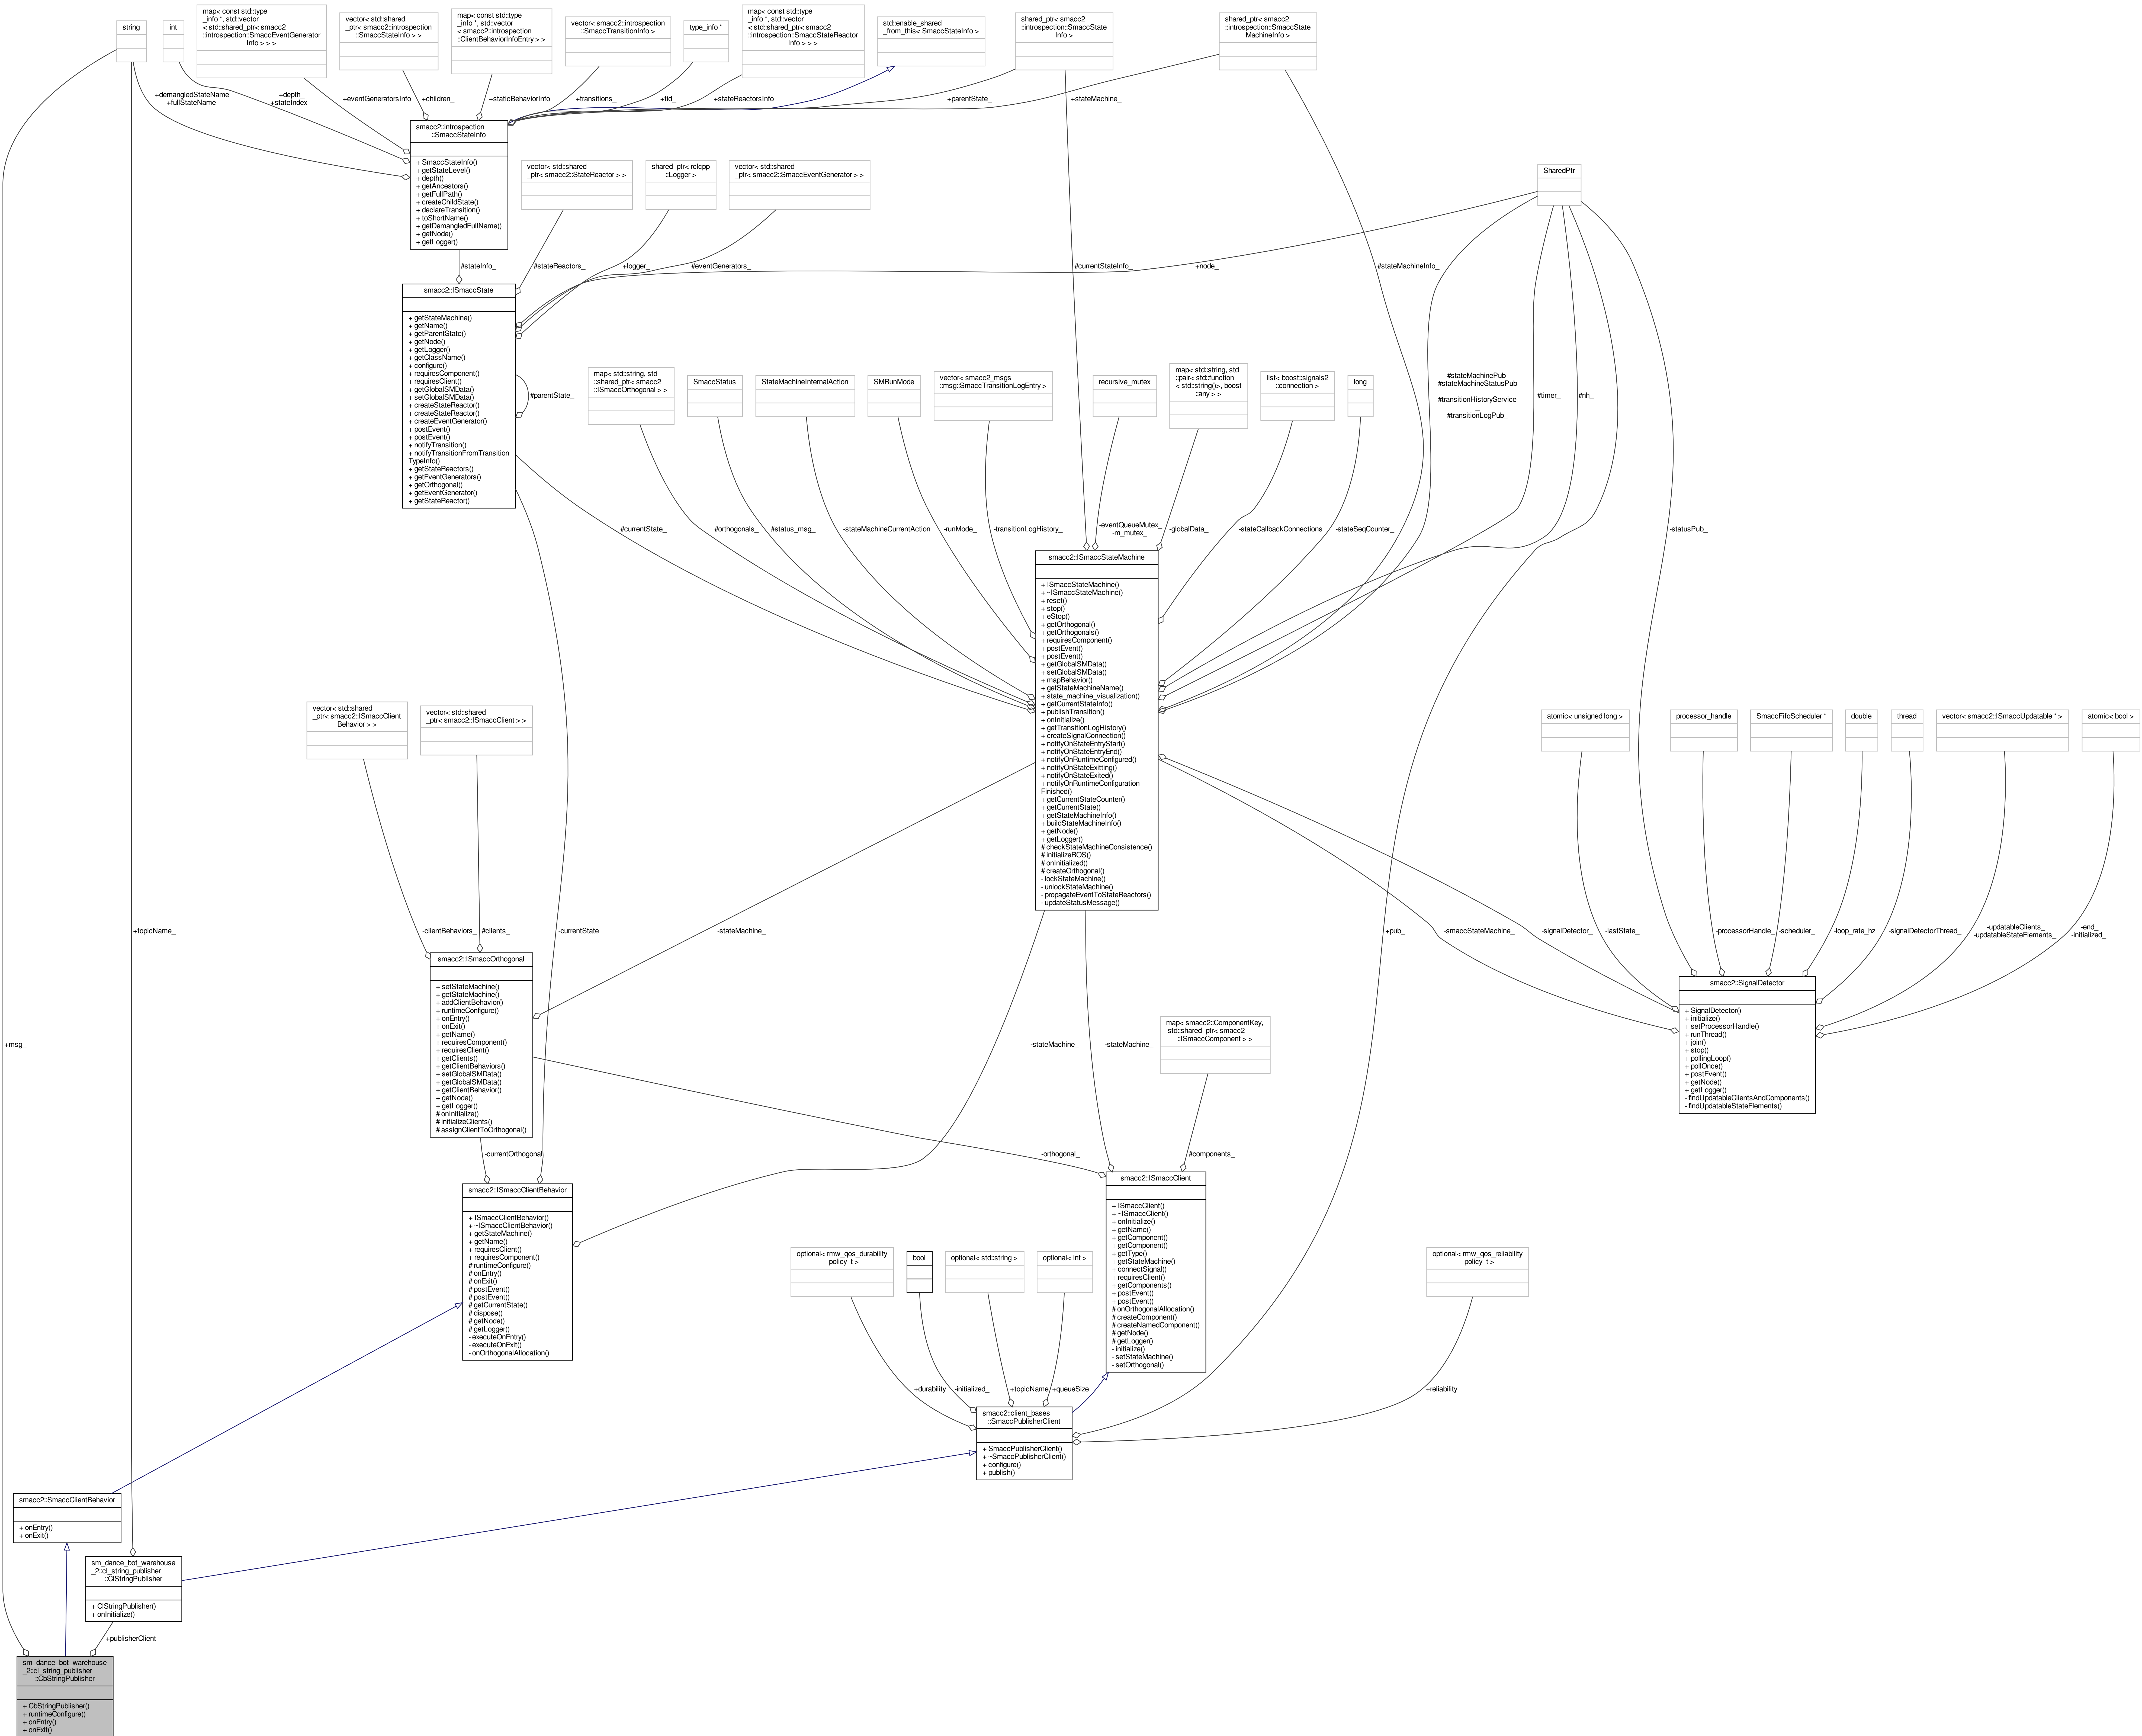 string
int
map< const std::type
_info *, std::vector
< std::shared_ptr< smacc2
::introspection::SmaccEventGenerator
Info > > >
vector< std::shared
_ptr< smacc2::introspection
::SmaccStateInfo > >
map< const std::type
_info *, std::vector
< smacc2::introspection
::ClientBehaviorInfoEntry > >
vector< smacc2::introspection
::SmaccTransitionInfo >
type_info *
map< const std::type
_info *, std::vector
< std::shared_ptr< smacc2
::introspection::SmaccStateReactor
Info > > >
std::enable_shared
_from_this< SmaccStateInfo >
shared_ptr< smacc2
::introspection::SmaccState
Info >
shared_ptr< smacc2
::introspection::SmaccState
MachineInfo >
+demangledStateName
+fullStateName
+depth_
+stateIndex_
+eventGeneratorsInfo
+children_
+staticBehaviorInfo
+transitions_
+tid_
+stateReactorsInfo
+parentState_
+stateMachine_
smacc2::introspection
::SmaccStateInfo
+ SmaccStateInfo()
+ getStateLevel()
+ depth()
+ getAncestors()
+ getFullPath()
+ createChildState()
+ declareTransition()
+ toShortName()
+ getDemangledFullName()
+ getNode()
+ getLogger()
vector< std::shared
_ptr< smacc2::StateReactor > >
shared_ptr< rclcpp
::Logger >
vector< std::shared
_ptr< smacc2::SmaccEventGenerator > >
SharedPtr
#stateInfo_
#stateReactors_
+logger_
#eventGenerators_
#currentStateInfo_
+node_
#stateMachineInfo_
smacc2::ISmaccState
+ getStateMachine()
+ getName()
+ getParentState()
+ getNode()
+ getLogger()
+ getClassName()
+ configure()
+ requiresComponent()
+ requiresClient()
+ getGlobalSMData()
+ setGlobalSMData()
+ createStateReactor()
+ createStateReactor()
+ createEventGenerator()
+ postEvent()
+ postEvent()
+ notifyTransition()
+ notifyTransitionFromTransition
TypeInfo()
+ getStateReactors()
+ getEventGenerators()
+ getOrthogonal()
+ getEventGenerator()
+ getStateReactor()
#parentState_
map< std::string, std
::shared_ptr< smacc2
::ISmaccOrthogonal > >
SmaccStatus
StateMachineInternalAction
SMRunMode
vector< smacc2_msgs
::msg::SmaccTransitionLogEntry >
recursive_mutex
map< std::string, std
::pair< std::function
< std::string()>, boost
::any > >
list< boost::signals2
::connection >
long
#stateMachinePub_
#stateMachineStatusPub
_
#transitionHistoryService
_
#transitionLogPub_
#timer_
#nh_
#currentState_
#orthogonals_
#status_msg_
-stateMachineCurrentAction
-runMode_
-transitionLogHistory_
-eventQueueMutex_
-m_mutex_
-globalData_
-stateCallbackConnections
-stateSeqCounter_
-statusPub_
smacc2::ISmaccStateMachine
+ ISmaccStateMachine()
+ ~ISmaccStateMachine()
+ reset()
+ stop()
+ eStop()
+ getOrthogonal()
+ getOrthogonals()
+ requiresComponent()
+ postEvent()
+ postEvent()
+ getGlobalSMData()
+ setGlobalSMData()
+ mapBehavior()
+ getStateMachineName()
+ state_machine_visualization()
+ getCurrentStateInfo()
+ publishTransition()
+ onInitialize()
+ getTransitionLogHistory()
+ createSignalConnection()
+ notifyOnStateEntryStart()
+ notifyOnStateEntryEnd()
+ notifyOnRuntimeConfigured()
+ notifyOnStateExitting()
+ notifyOnStateExited()
+ notifyOnRuntimeConfiguration
Finished()
+ getCurrentStateCounter()
+ getCurrentState()
+ getStateMachineInfo()
+ buildStateMachineInfo()
+ getNode()
+ getLogger()
# checkStateMachineConsistence()
# initializeROS()
# onInitialized()
# createOrthogonal()
- lockStateMachine()
- unlockStateMachine()
- propagateEventToStateReactors()
- updateStatusMessage()
vector< std::shared
_ptr< smacc2::ISmaccClient
Behavior > >
vector< std::shared
_ptr< smacc2::ISmaccClient > >
atomic< unsigned long >
processor_handle
SmaccFifoScheduler *
double
thread
vector< smacc2::ISmaccUpdatable * >
atomic< bool >
+topicName_
-clientBehaviors_
#clients_
-currentState
-stateMachine_
+pub_
-smaccStateMachine_
-signalDetector_
-lastState_
-processorHandle_
-scheduler_
-loop_rate_hz
-signalDetectorThread_
-updatableClients_
-updatableStateElements_
-end_
-initialized_
smacc2::ISmaccOrthogonal
+ setStateMachine()
+ getStateMachine()
+ addClientBehavior()
+ runtimeConfigure()
+ onEntry()
+ onExit()
+ getName()
+ requiresComponent()
+ requiresClient()
+ getClients()
+ getClientBehaviors()
+ setGlobalSMData()
+ getGlobalSMData()
+ getClientBehavior()
+ getNode()
+ getLogger()
# onInitialize()
# initializeClients()
# assignClientToOrthogonal()
smacc2::SignalDetector
+ SignalDetector()
+ initialize()
+ setProcessorHandle()
+ runThread()
+ join()
+ stop()
+ pollingLoop()
+ pollOnce()
+ postEvent()
+ getNode()
+ getLogger()
- findUpdatableClientsAndComponents()
- findUpdatableStateElements()
map< smacc2::ComponentKey,
std::shared_ptr< smacc2
::ISmaccComponent > >
+msg_
-stateMachine_
-stateMachine_
-currentOrthogonal
-orthogonal_
#components_
smacc2::ISmaccClientBehavior
+ ISmaccClientBehavior()
+ ~ISmaccClientBehavior()
+ getStateMachine()
+ getName()
+ requiresClient()
+ requiresComponent()
# runtimeConfigure()
# onEntry()
# onExit()
# postEvent()
# postEvent()
# getCurrentState()
# dispose()
# getNode()
# getLogger()
- executeOnEntry()
- executeOnExit()
- onOrthogonalAllocation()
smacc2::ISmaccClient
+ ISmaccClient()
+ ~ISmaccClient()
+ onInitialize()
+ getName()
+ getComponent()
+ getComponent()
+ getType()
+ getStateMachine()
+ connectSignal()
+ requiresClient()
+ getComponents()
+ postEvent()
+ postEvent()
# onOrthogonalAllocation()
# createComponent()
# createNamedComponent()
# getNode()
# getLogger()
- initialize()
- setStateMachine()
- setOrthogonal()
optional< rmw_qos_durability
_policy_t >
bool
optional< std::string >
optional< int >
optional< rmw_qos_reliability
_policy_t >
+durability
-initialized_
+topicName
+queueSize
+reliability
smacc2::client_bases
::SmaccPublisherClient
+ SmaccPublisherClient()
+ ~SmaccPublisherClient()
+ configure()
+ publish()
smacc2::SmaccClientBehavior
+ onEntry()
+ onExit()
sm_dance_bot_warehouse
_2::cl_string_publisher
::ClStringPublisher
+ ClStringPublisher()
+ onInitialize()
+publisherClient_
sm_dance_bot_warehouse
_2::cl_string_publisher
::CbStringPublisher
+ CbStringPublisher()
+ runtimeConfigure()
+ onEntry()
+ onExit()